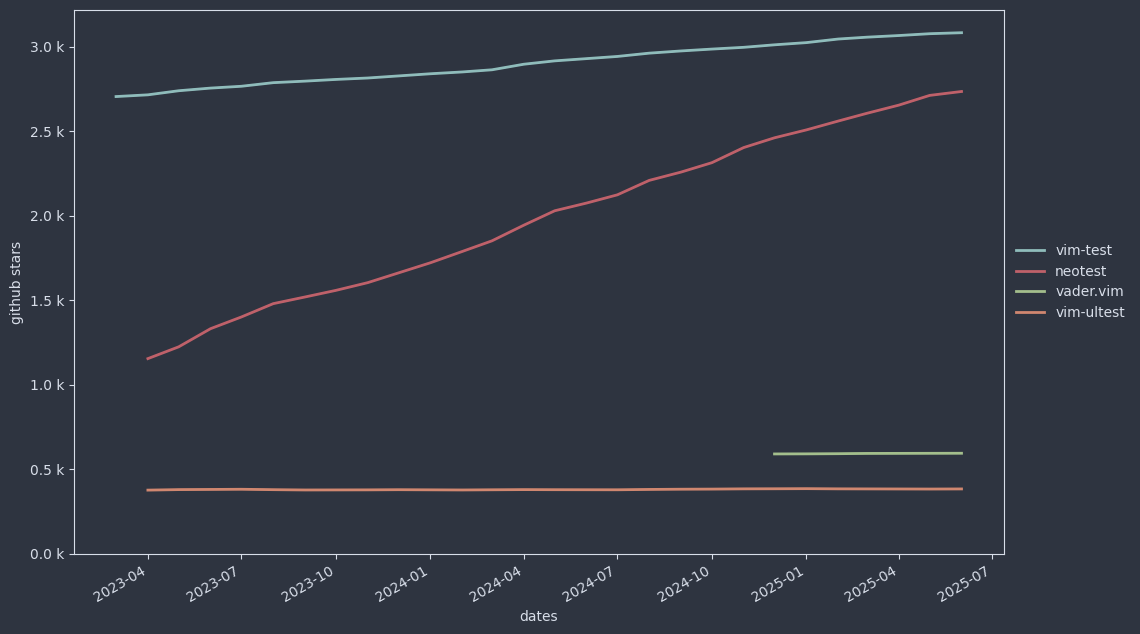 3.0 k
2.5 k
2.0 k
1.5 k
1.0 k
0.5 k
0.0 k
github stars
2023-04
2023-07
2023-10
2024-01
2024-04
2024-07
2024-10
2025-01
2025-04
2025-07
dates
vim-test
neotest
vader.vim
vim-ultest